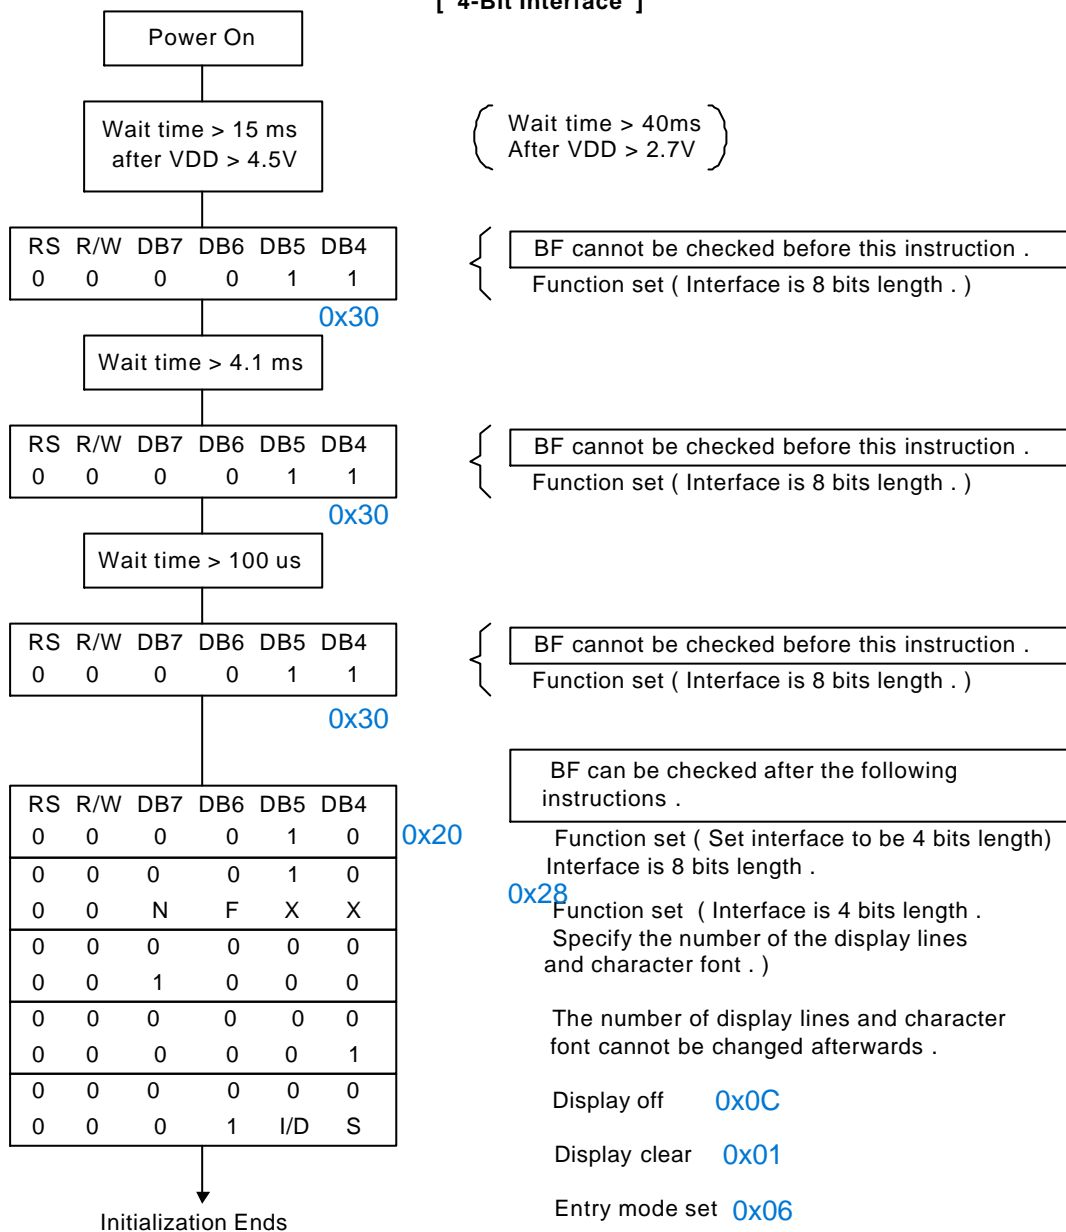 [ 4-Bit Interface ]
Power On
Wait time > 15 ms
after VDD > 4.5V
Wait time > 40ms
After VDD > 2.7V
RS R/W DB7 DB6 DB5 DB4
0 0 0 0 1 1
BF cannot be checked before this instruction .
Function set ( Interface is 8 bits length . )
0x30
Wait time > 4.1 ms
RS R/W DB7 DB6 DB5 DB4
0 0 0 0 1 1
BF cannot be checked before this instruction .
Function set ( Interface is 8 bits length . )
0x30
Wait time > 100 us
RS R/W DB7 DB6 DB5 DB4
0 0 0 0 1 1
BF cannot be checked before this instruction .
Function set ( Interface is 8 bits length . )
0x30
RS R/W DB7 DB6 DB5 DB4
0 0 0 0 1 0
0x20
0 0 0 0 1 0
0 0 N F X X
0 0 0 0 0 0
0 0 1 0 0 0
0 0 0 0 0 0
0 0 0 0 0 1
0 0 0 0 0 0
0 0 0 1 I/D S
Initialization Ends
BF can be checked after the following
instructions .
Function set ( Set interface to be 4 bits length)
Interface is 8 bits length .
0x28
Function set ( Interface is 4 bits length .
Specify the number of the display lines
and character font . )
The number of display lines and character
font cannot be changed afterwards .
Display off 0x0C
Display clear 0x01
Entry mode set 0x06